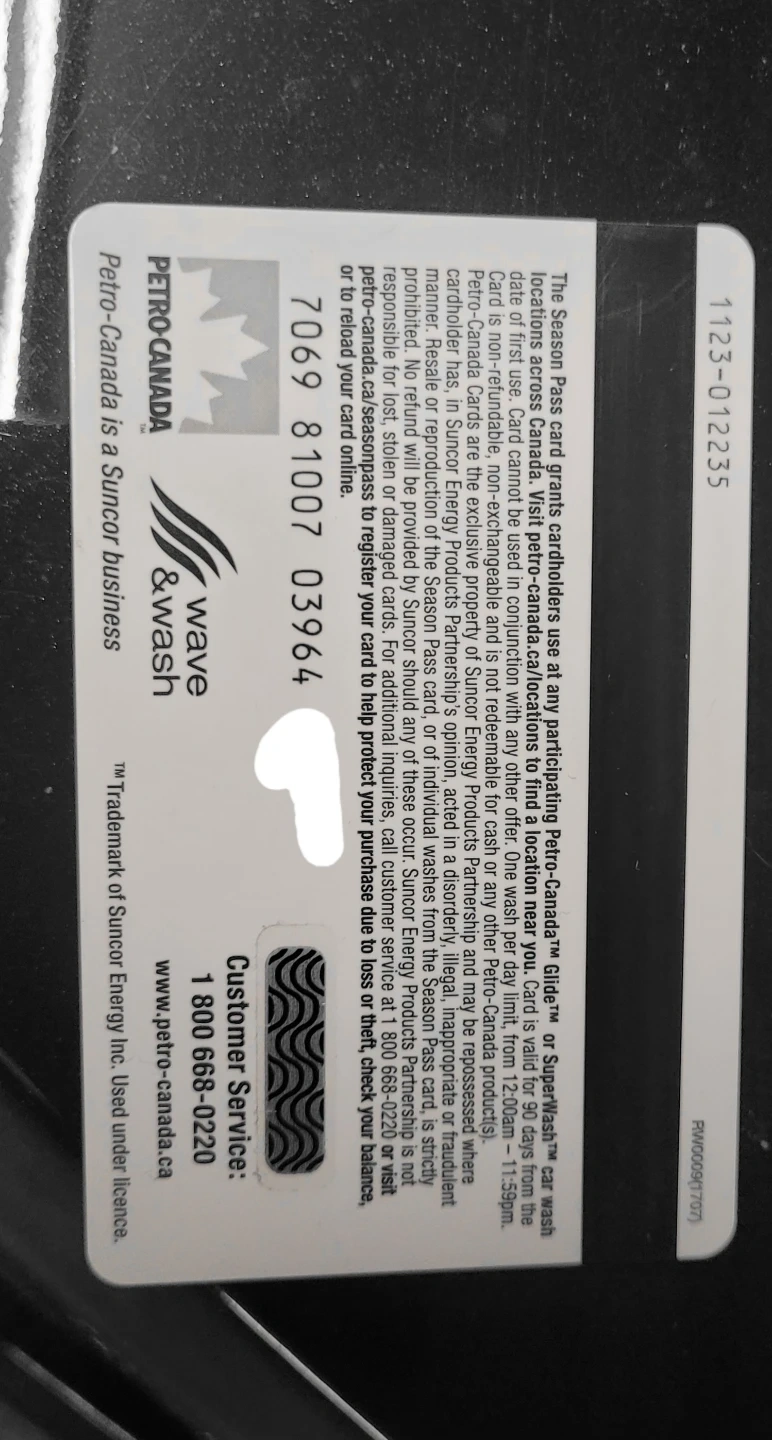 1123-012235
RW0009(1707)
The Season Pass card grants cardholders use at any participating Petro-Canada™ Glide™ or SuperWash™ car wash
locations across Canada. Visit petro-canada.ca/locations to find a location near you. Card is valid for 90 days from the
date of first use. Card cannot be used in conjunction with any other offer. One wash per day limit, from 12:00am – 11:59pm.
Card is non-refundable, non-exchangeable and is not redeemable for cash or any other Petro-Canada product(s).
Petro-Canada Cards are the exclusive property of Suncor Energy Products Partnership and may be repossessed where
cardholder has, in Suncor Energy Products Partnership's opinion, acted in a disorderly, illegal, inappropriate or fraudulent
manner. Resale or reproduction of the Season Pass card, or of individual washes from the Season Pass card, is strictly
prohibited. No refund will be provided by Suncor should any of these occur. Suncor Energy Products Partnership is not
responsible for lost, stolen or damaged cards. For additional inquiries, call customer service at 1 800 668-0220 or visit
petro-canada.ca/seasonpass to register your card to help protect your purchase due to loss or theft, check your balance,
or to reload your card online.
7069 81007 03964
PETRO-CANADA™
wave
&wash
Customer Service:
1 800 668-0220
www.petro-canada.ca
Petro-Canada is a Suncor business
™Trademark of Suncor Energy Inc. Used under licence.